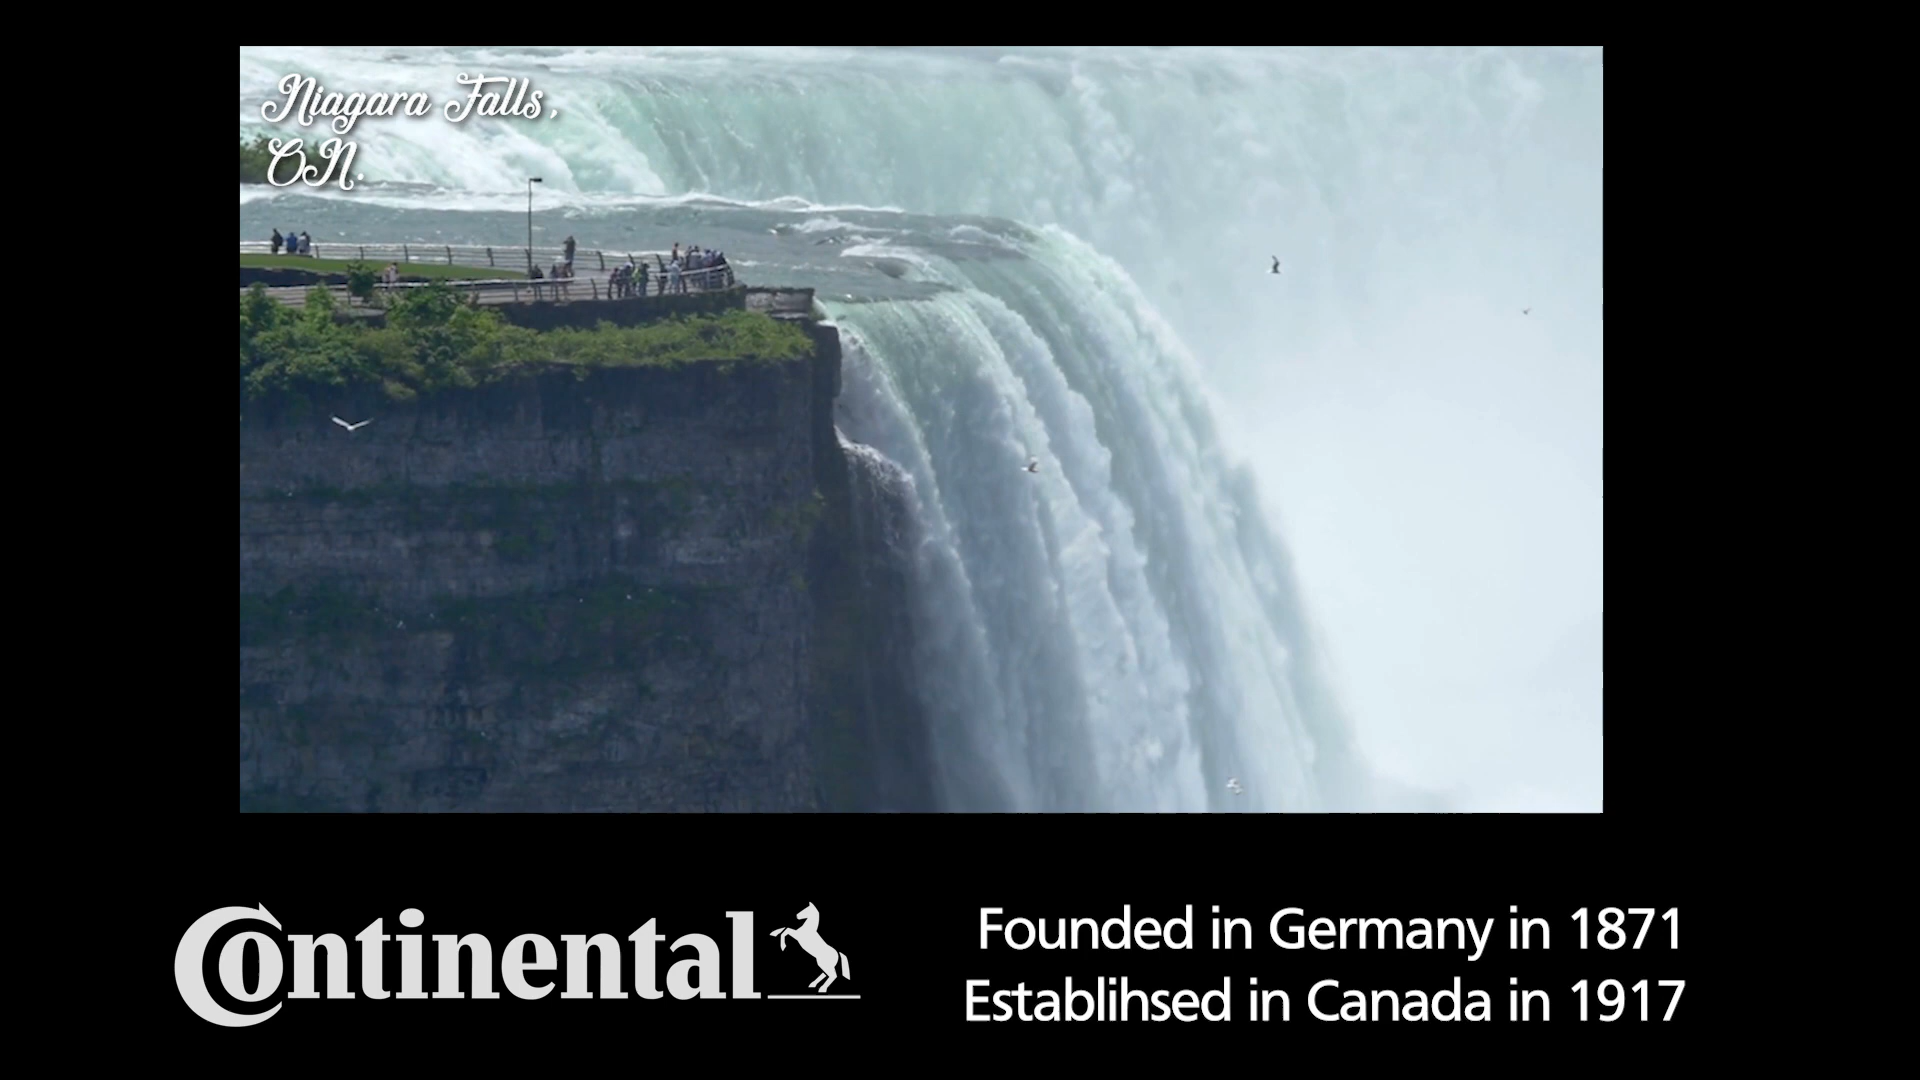 Niagara Falls,
ON.
Continental
Founded in Germany in 1871
Establihsed in Canada in 1917